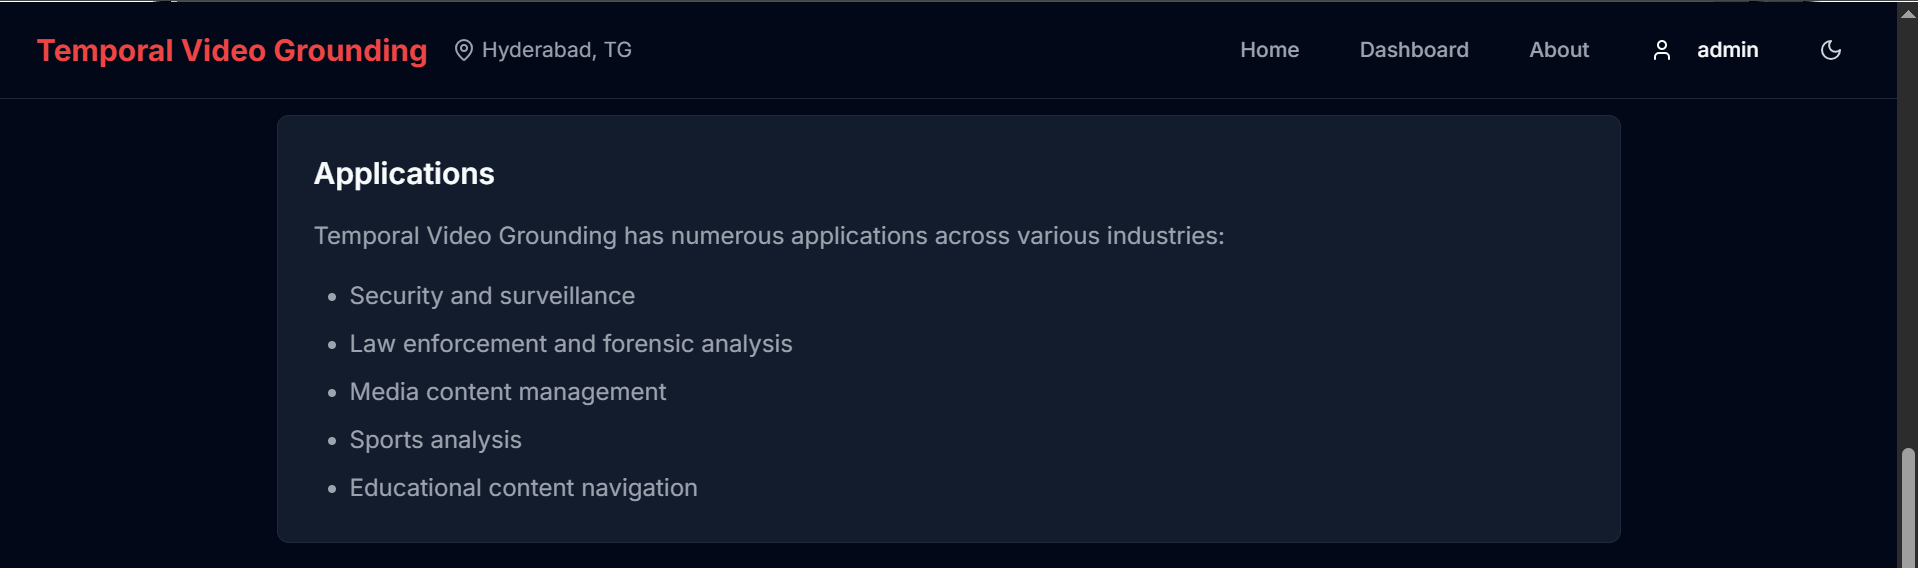 Temporal Video Grounding Hyderabad, TG Home Dashboard About admin
Applications
Temporal Video Grounding has numerous applications across various industries:
• Security and surveillance
• Law enforcement and forensic analysis
• Media content management
• Sports analysis
• Educational content navigation